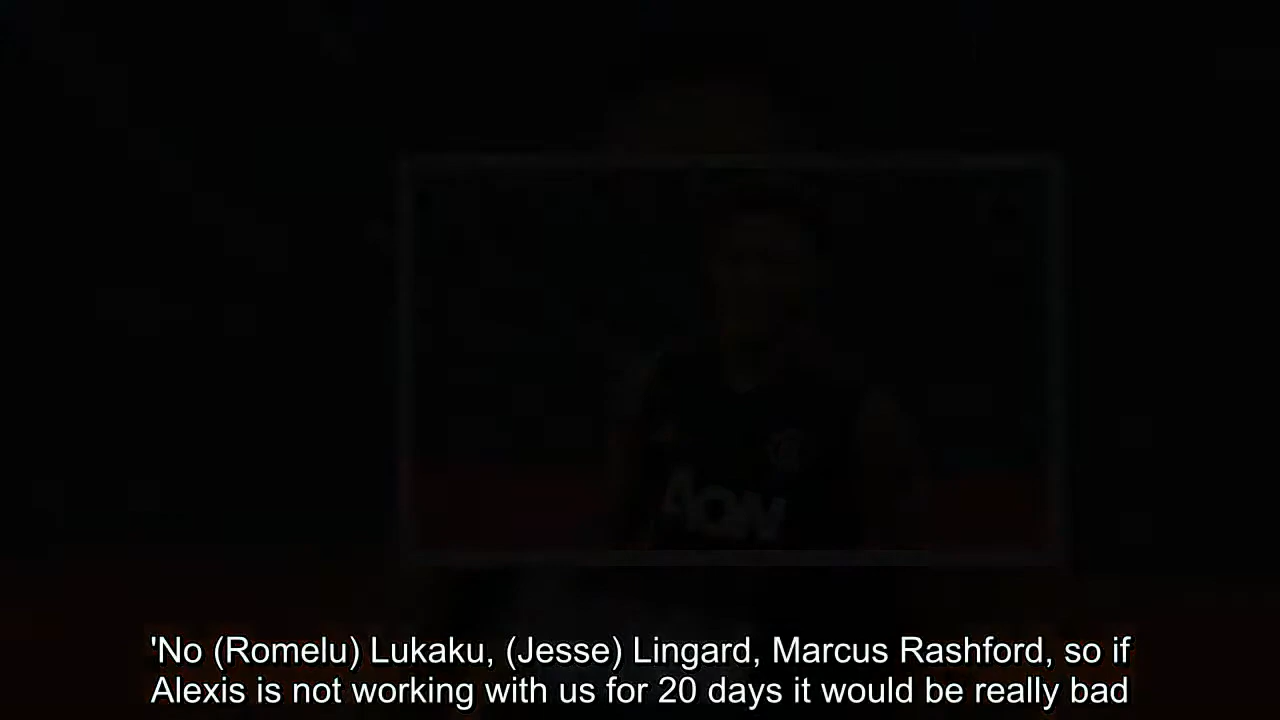 AON
'No (Romelu) Lukaku, (Jesse) Lingard, Marcus Rashford, so if
Alexis is not working with us for 20 days it would be really bad